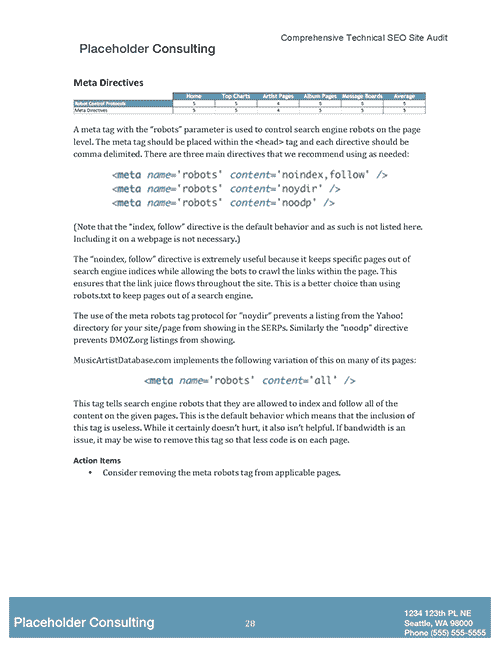 Comprehensive Technical SEO Site Audit
Placeholder Consulting
Meta Directives
Home Top Charts Artist Pages Album Pages Message Boards Average
Robot Control Protocols 5 5 4 5 5 5
Meta Directives 5 5 4 5 5 5
A meta tag with the "robots" parameter is used to control search engine robots on the page
level. The meta tag should be placed within the <head> tag and each directive should be
comma delimited. There are three main directives that we recommend using as needed:
<meta name='robots' content='noindex,follow' />
<meta name='robots' content='noydir' />
<meta name='robots' content='noodp' />
(Note that the "index, follow" directive is the default behavior and as such is not listed here.
Including it on a webpage is not necessary.)
The "noindex, follow" directive is extremely useful because it keeps specific pages out of
search engine indices while allowing the bots to crawl the links within the page. This
ensures that the link juice flows throughout the site. This is a better choice than using
robots.txt to keep pages out of a search engine.
The use of the meta robots tag protocol for "noydir" prevents a listing from the Yahoo!
directory for your site/page from showing in the SERPs. Similarly the "noodp" directive
prevents DMOZ.org listings from showing.
MusicArtistDatabase.com implements the following variation of this on many of its pages:
<meta name='robots' content='all' />
This tag tells search engine robots that they are allowed to index and follow all of the
content on the given pages. This is the default behavior which means that the inclusion of
this tag is useless. While it certainly doesn't hurt, it also isn't helpful. If bandwidth is an
issue, it may be wise to remove this tag so that less code is on each page.
Action Items
• Consider removing the meta robots tag from applicable pages.
Placeholder Consulting
28
1234 123th PL NE
Seattle, WA 98000
Phone (555) 555-5555